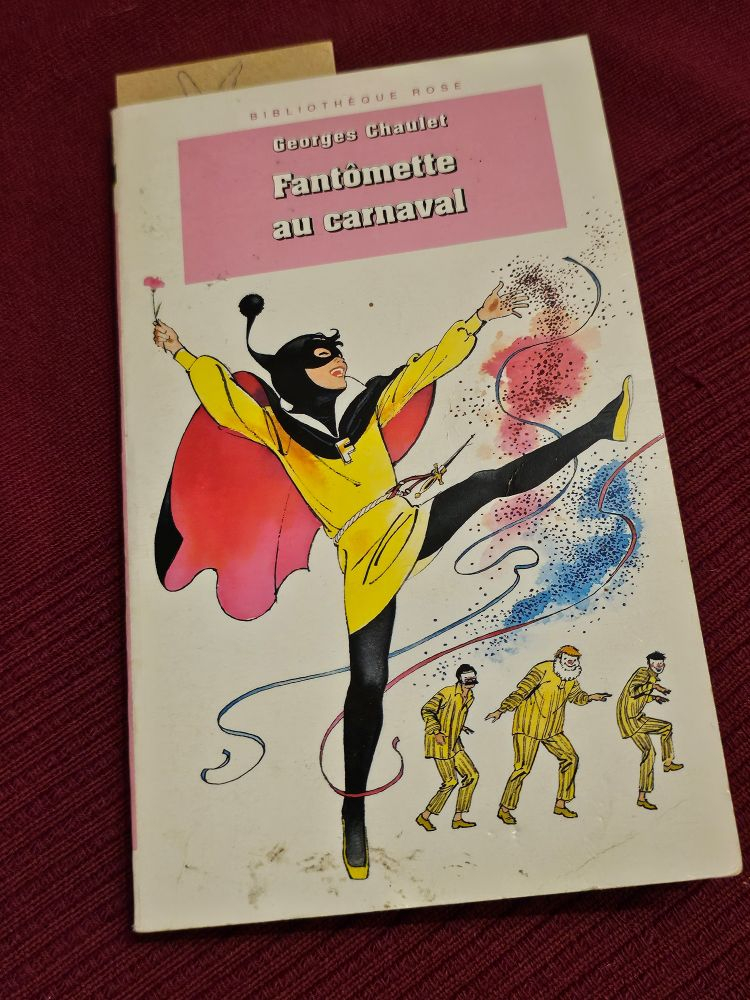 BIBLIOTHÈQUE ROSE
Georges Chaulet
Fantômette
au carnaval
F